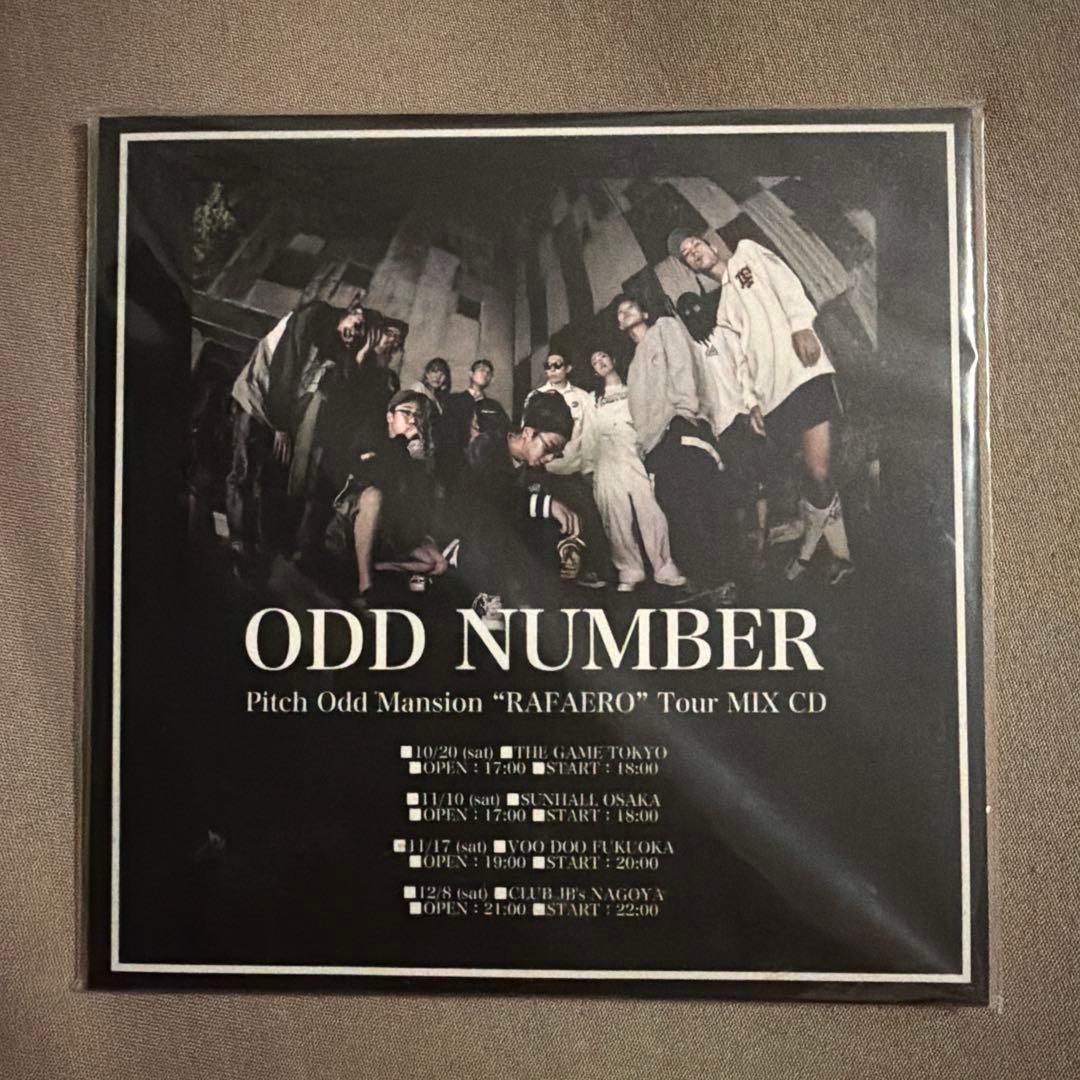 ODD NUMBER
Pitch Odd Mansion “RAFAERO” Tour MIX CD
■10/20 (sat) ■THE GAME TOKYO
■OPEN：17:00 ■START：18:00
■11/10 (sat) ■SUNHALL OSAKA
■OPEN：17:00 ■START：18:00
■11/17 (sat) ■VOO DOO FUKUOKA
■OPEN：19:00 ■START：20:00
■12/8 (sat) ■CLUB JB's NAGOYA
■OPEN：21:00 ■START：22:00